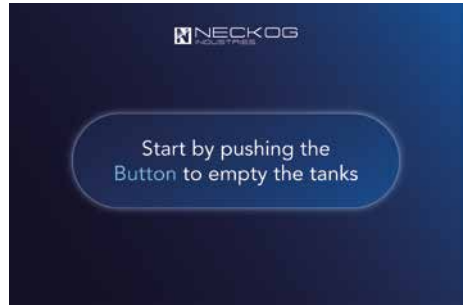 NECKOG
INDUSTRIES
Start by pushing the
Button to empty the tanks